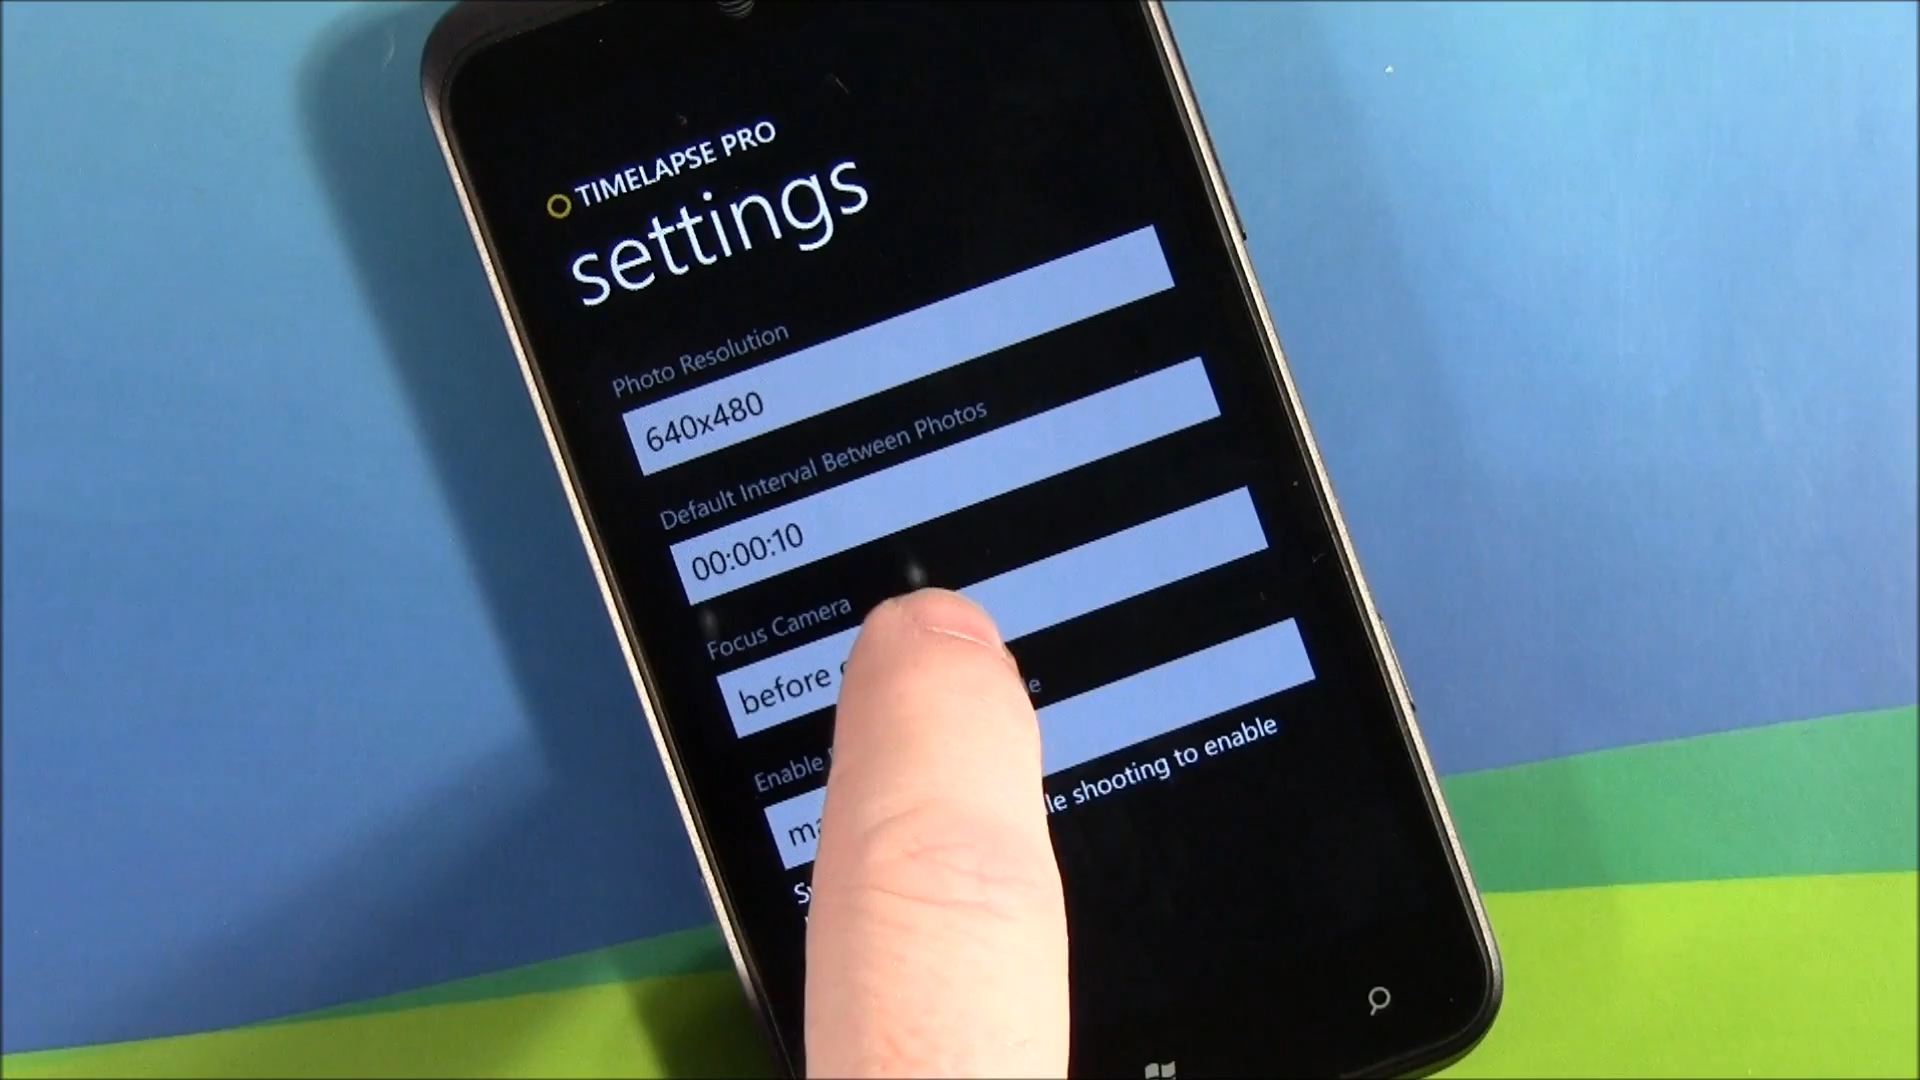 TIMELAPSE PRO
settings
Photo Resolution
640x480
Default Interval Between Photos
00:00:10
Focus Camera
before
Enable
shooting to enable